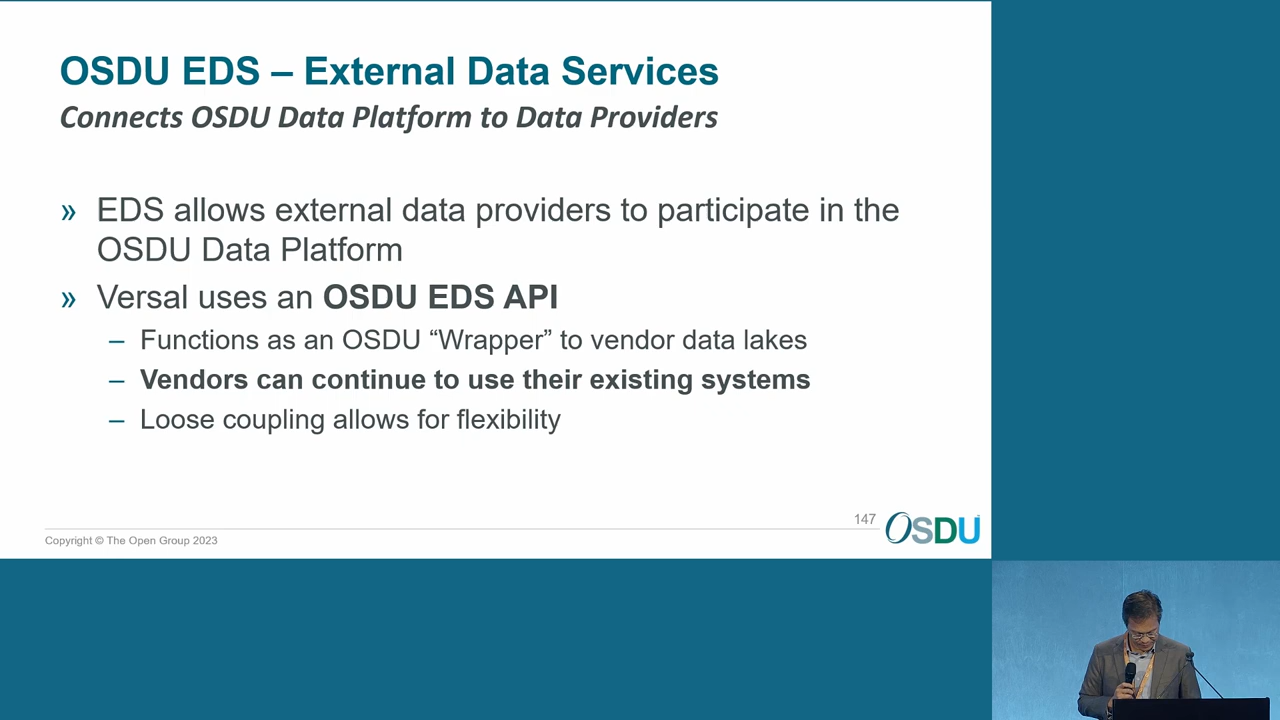 OSDU EDS – External Data Services
Connects OSDU Data Platform to Data Providers
» EDS allows external data providers to participate in the
OSDU Data Platform
» Versal uses an OSDU EDS API
– Functions as an OSDU “Wrapper” to vendor data lakes
– Vendors can continue to use their existing systems
– Loose coupling allows for flexibility
147
OSDU
Copyright © The Open Group 2023